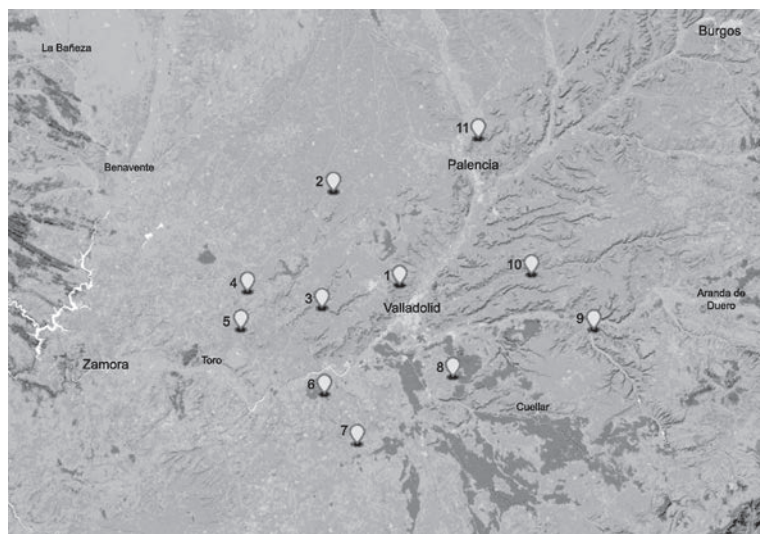 Burgos
La Bañeza
11
Palencia
Benavente
2
10
1
4
3
Aranda de
Duero
Valladolid
5
9
Toro
Zamora
8
6
Cuellar
7